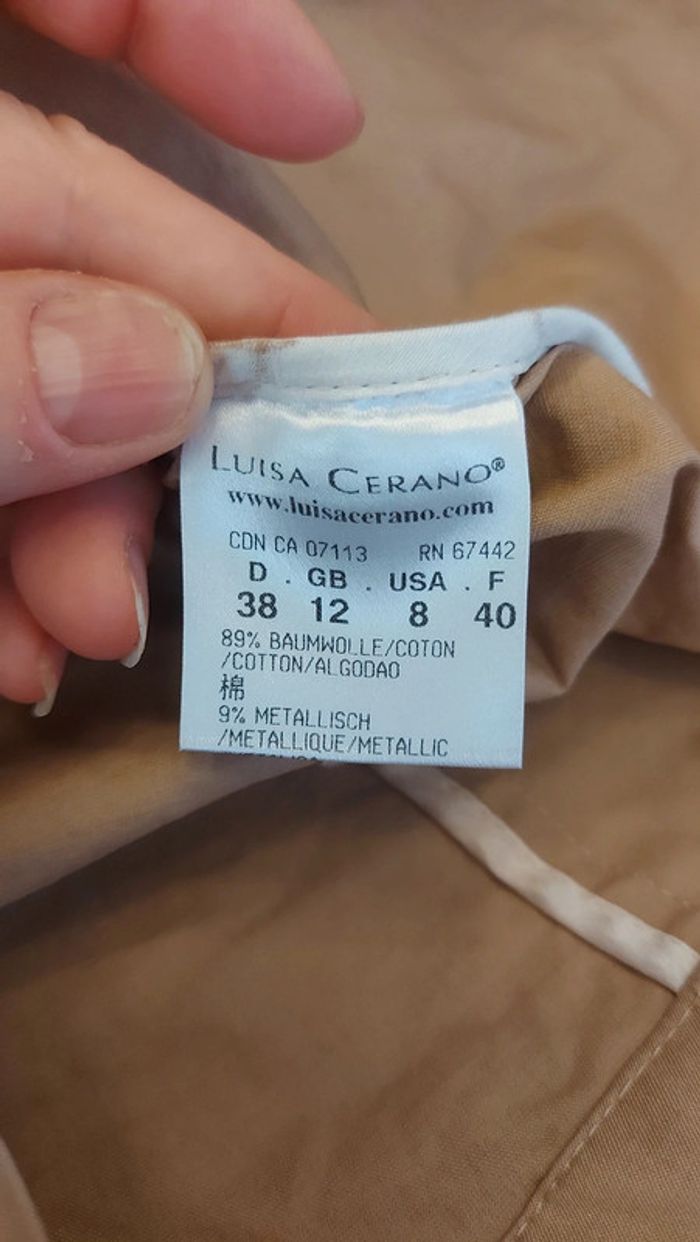 LUISA CERANO®
www.luisacerano.com
CDN CA 07113 RN 67442
D . GB . USA . F
38 12 8 40
89% BAUMWOLLE/COTON
/COTTON/ALGODAO
棉
9% METALLISCH
/METALLIQUE/METALLIC